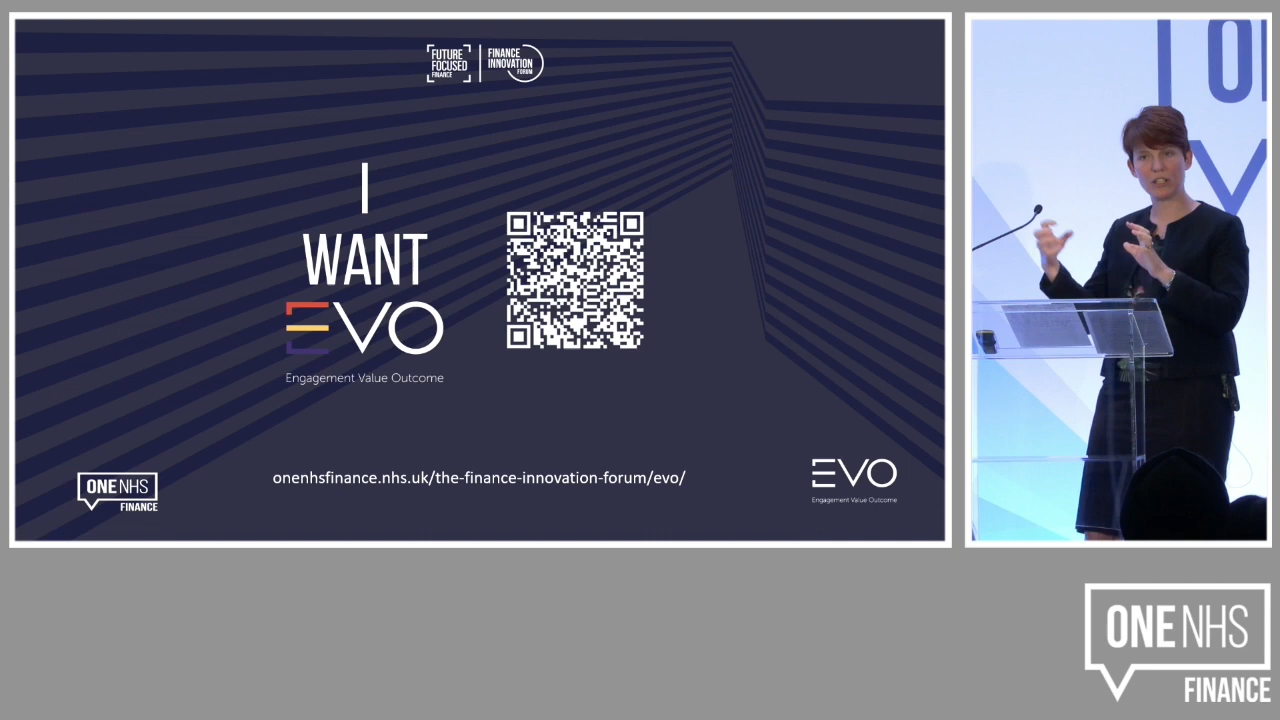 FUTURE
FOCUSED
FINANCE
FINANCE
INNOVATION
FORUM
I
WANT
EVO
Engagement Value Outcome
onenhsfinance.nhs.uk/the-finance-innovation-forum/evo/
ONE NHS
FINANCE
EVO
Engagement Value Outcome
ONE NHS
FINANCE